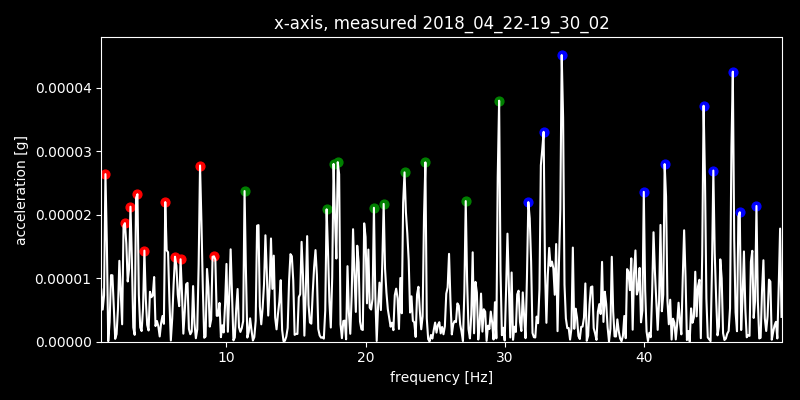 x-axis, measured 2018_04_22-19_30_02
acceleration [g]
0.00004
0.00003
0.00002
0.00001
0.00000
10 20 30 40
frequency [Hz]